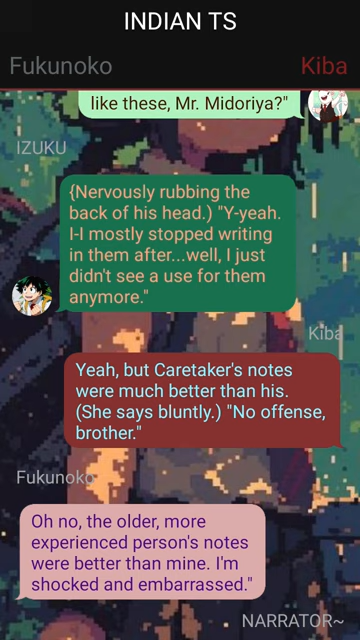 INDIAN TS
Fukunoko
Kiba
like these, Mr. Midoriya?"
IZUKU
{Nervously rubbing the
back of his head.) "Y-yeah.
I-I mostly stopped writing
in them after...well, I just
didn't see a use for them
anymore."
Kiba
Yeah, but Caretaker's notes
were much better than his.
(She says bluntly.) "No offense,
brother."
Fukunoko
Oh no, the older, more
experienced person's notes
were better than mine. I'm
shocked and embarrassed."
NARRATOR~